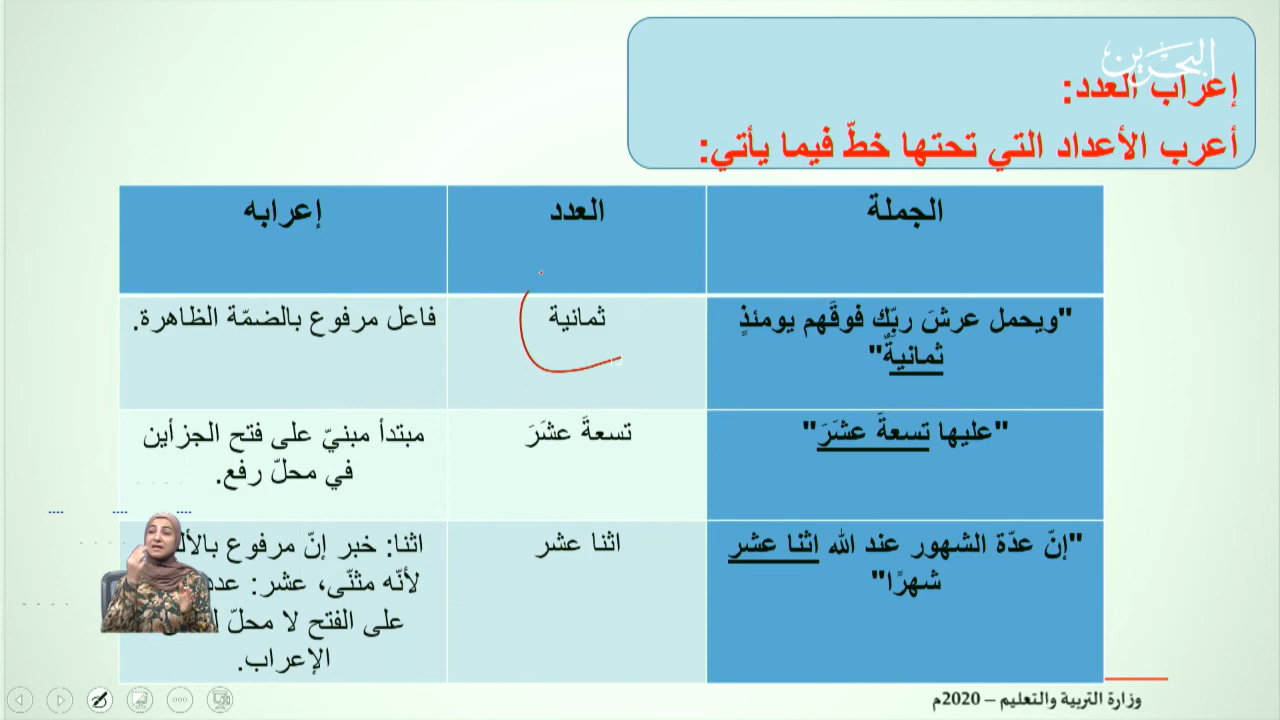 البحرين
إعراب العدد:
أعرب الأعداد التي تحتها خطّ فيما يأتي:
الجملة
العدد
إعرابه
"ويحمل عرشَ ربّك فوقَهم يومئذٍ
ثمانيةٌ"
ثمانية
فاعل مرفوع بالضمّة الظاهرة.
"عليها تسعةَ عشَرَ"
تسعةَ عشَرَ
مبتدأ مبنيّ على فتح الجزأين
في محلّ رفع.
"إنّ عدّة الشهور عند الله اثنا عشر
شهرًا"
اثنا عشر
اثنا: خبر إنّ مرفوع
لأنّه مثنّى، عشر:
على الفتح لا محلّ
الإعراب.
وزارة التربية والتعليم – 2020م